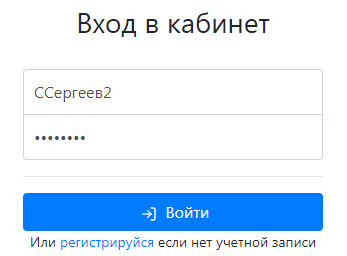 Вход в кабинет
ССергеев2
••••••••
Войти
Или регистрируйся если нет учетной записи